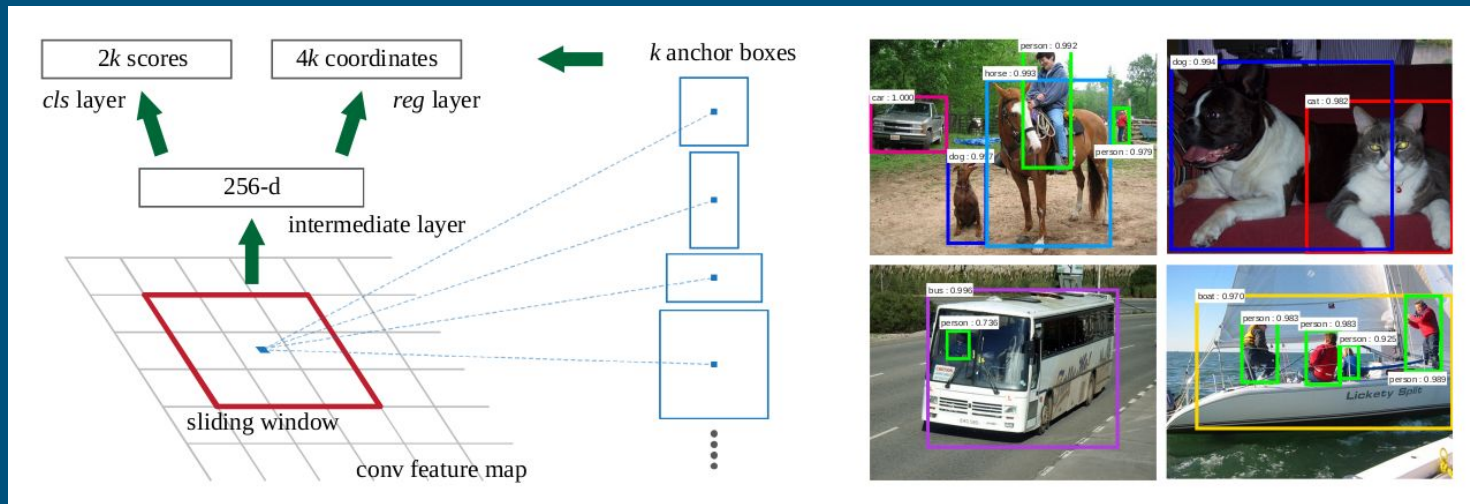 2k scores
4k coordinates
k anchor boxes
cls layer
reg layer
256-d
intermediate layer
sliding window
conv feature map
person : 0.992
horse : 0.993
car : 1.000
dog : 0.997
person : 0.979
dog : 0.994
cat : 0.982
bus : 0.996
person : 0.736
boat : 0.970
person : 0.983
person : 0.983
person : 0.925
person : 0.989
Lickety Split